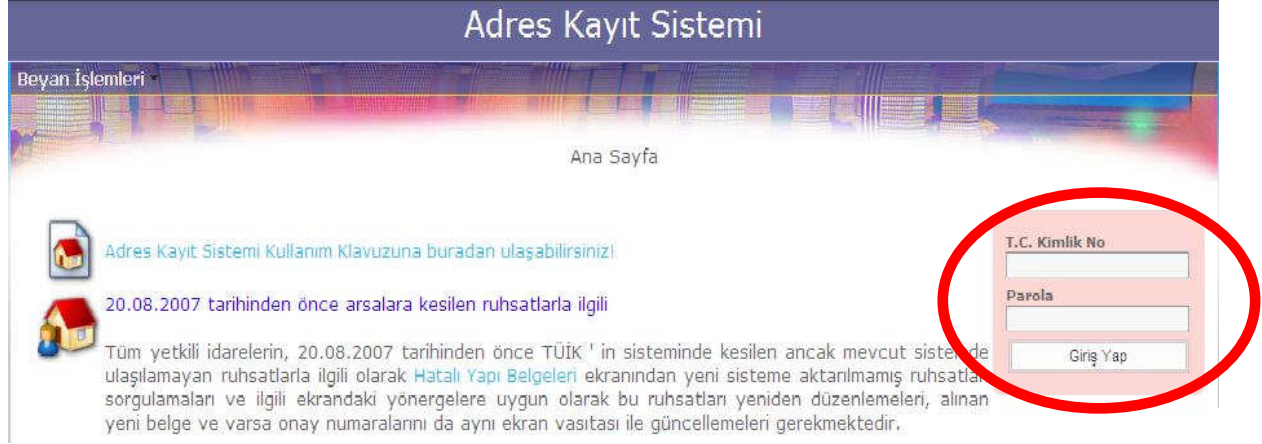 Adres Kayıt Sistemi
Beyan İşlemleri
Ana Sayfa
Adres Kayıt Sistemi Kullanım Klavuzuna buradan ulaşabilirsiniz!
20.08.2007 tarihinden önce arsalara kesilen ruhsatlarla ilgili
Tüm yetkili idarelerin, 20.08.2007 tarihinden önce TÜİK ' in sisteminde kesilen ancak mevcut sistemde
ulaşılamayan ruhsatlarla ilgili olarak Hatalı Yapı Belgeleri ekranından yeni sisteme aktarılmamış ruhsatları
sorgulamaları ve ilgili ekrandaki yönergelere uygun olarak bu ruhsatları yeniden düzenlemeleri, alınan
yeni belge ve varsa onay numaralarını da aynı ekran vasıtası ile güncellemeleri gerekmektedir.
T.C. Kimlik No
Parola
Giriş Yap